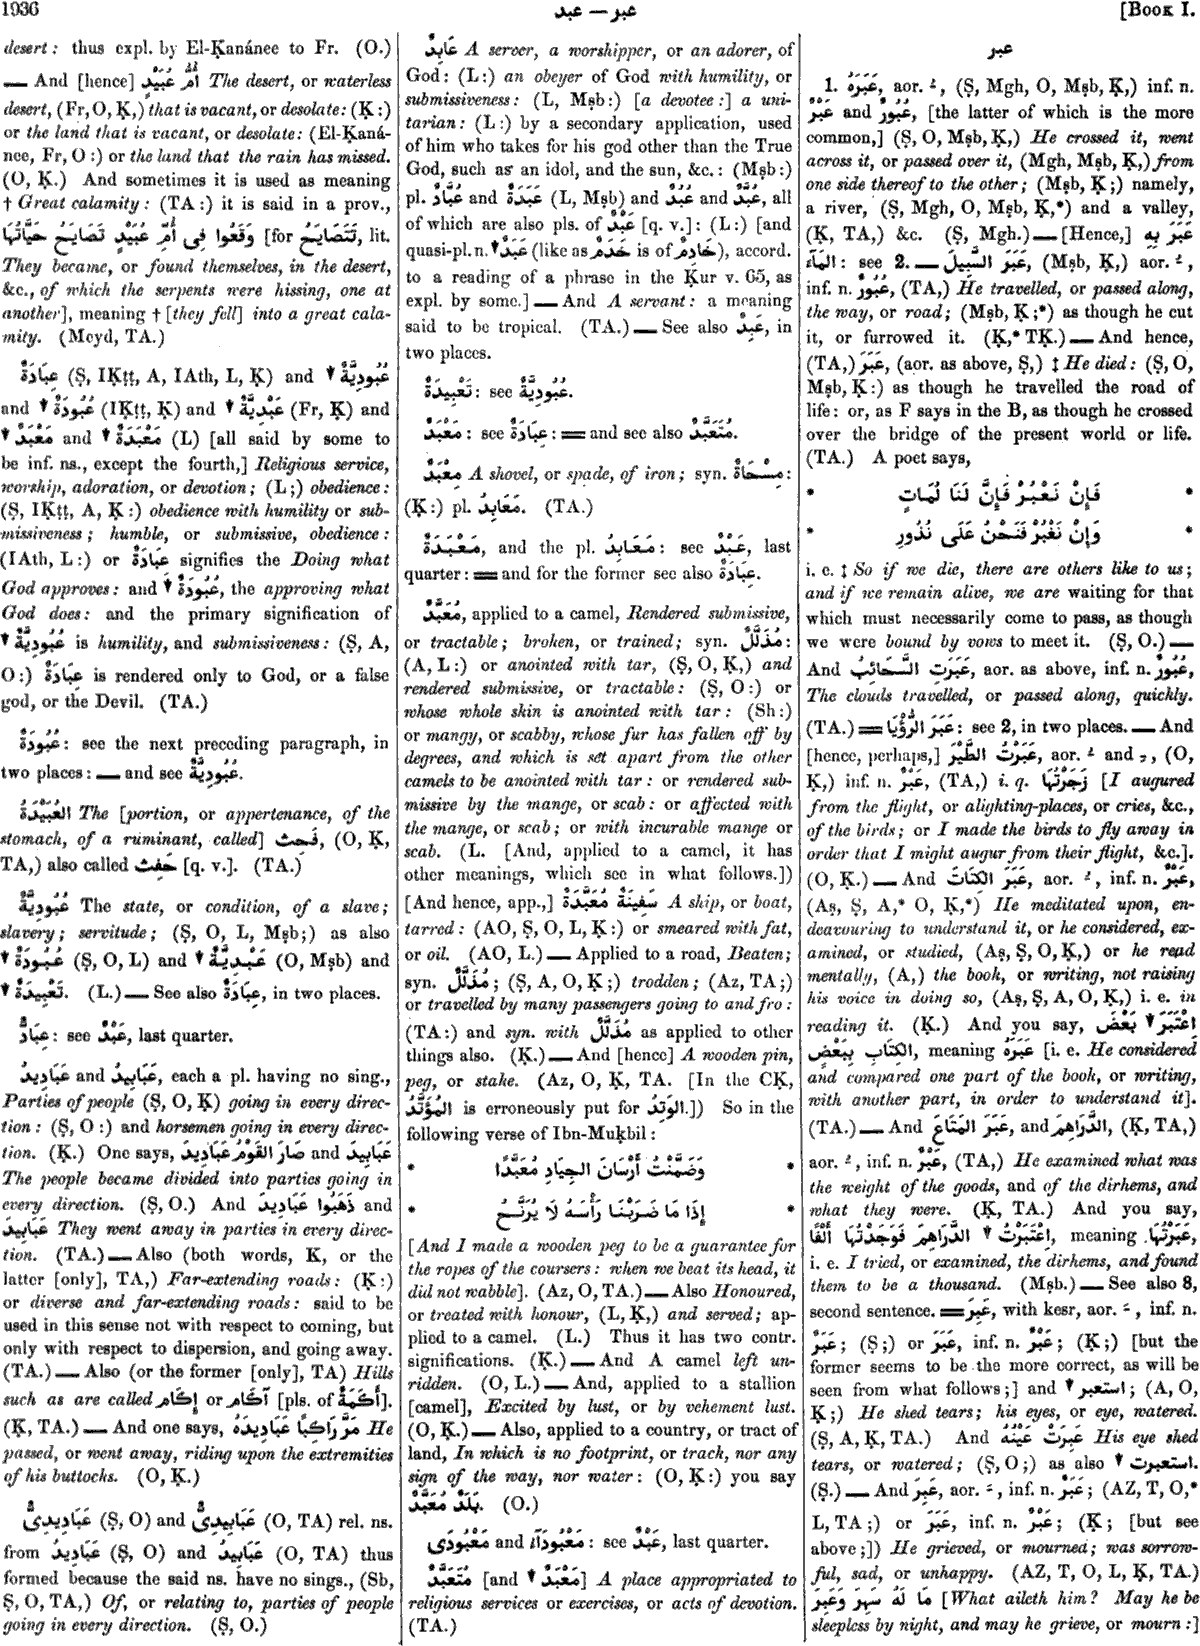 1936
عبد — عبر
[Book I.
desert: thus expl. by El-Ḳanánee to Fr. (O.)
— And [hence] أُمُّ عُبَيْدٍ The desert, or waterless
desert, (Fr, O, Ḳ,) that is vacant, or desolate: (Ḳ:)
or the land that is vacant, or desolate: (El-Ḳaná-
nee, Fr, O:) or the land that the rain has missed.
(O, Ḳ.) And sometimes it is used as meaning
† Great calamity: (TA:) it is said in a prov.,
وَقَعُوا فِى أُمِّ عُبَيْدٍ تَصَايَحُ حَيَّاتُهَا [for تَتَصَايَحُ, lit.
They became, or found themselves, in the desert,
&c., of which the serpents were hissing, one at
another], meaning † [they fell] into a great cala-
mity. (Meyd, TA.)
عِبَادَةٌ (Ṣ, IḲṭṭ, A, IAth, L, Ḳ) and ▾ عُبُودِيَّةٌ
and ▾ عُبُودَةٌ (IḲṭṭ, Ḳ) and ▾ عَبْدِيَّةٌ (Fr, Ḳ) and
▾ مَعْبَدٌ and ▾ مَعْبَدَةٌ (L) [all said by some to
be inf. ns., except the fourth,] Religious service,
worship, adoration, or devotion; (L;) obedience:
(Ṣ, IḲṭṭ, A, Ḳ:) obedience with humility or sub-
missiveness; humble, or submissive, obedience:
(IAth, L:) or عِبَادَةٌ signifies the Doing what
God approves: and ▾ عُبُودَةٌ, the approving what
God does: and the primary signification of
▾ عُبُودِيَّةٌ is humility, and submissiveness: (Ṣ, A,
O:) عِبَادَةٌ is rendered only to God, or a false
god, or the Devil. (TA.)
عُبُودَةٌ: see the next preceding paragraph, in
two places: — and see عُبُودِيَّةٌ.
العُبَيْدَةُ The [portion, or appertenance, of the
stomach, of a ruminant, called] فَحِث, (O, Ḳ,
TA,) also called حَفِث [q. v.]. (TA.)
عُبُودِيَّةٌ The state, or condition, of a slave;
slavery; servitude; (Ṣ, O, L, Mṣb;) as also
▾ عُبُودَةٌ (Ṣ, O, L) and ▾ عَبْدِيَّةٌ (O, Mṣb) and
▾ تَعْبِيدَةٌ. (L.) — See also عِبَادَةٌ, in two places.
عِبَادٌّ: see عَبْدٌ, last quarter.
عَبَادِيدُ and عَبَابِيدُ, each a pl. having no sing.,
Parties of people (Ṣ, O, Ḳ) going in every direc-
tion: (Ṣ, O:) and horsemen going in every direc-
tion. (Ḳ.) One says, صَارَ القَوْمُ عَبَادِيدَ and عَبَابِيدَ
The people became divided into parties going in
every direction. (Ṣ, O.) And ذَهَبُوا عَبَادِيدَ and
عَبَابِيدَ They went away in parties in every direc-
tion. (TA.) — Also (both words, Ḳ, or the
latter [only], TA,) Far-extending roads: (Ḳ:)
or diverse and far-extending roads: said to be
used in this sense not with respect to coming, but
only with respect to dispersion, and going away.
(TA.) — Also (or the former [only], TA) Hills
such as are called إِكَام or آكَام [pls. of أَكَمَةٌ].
(Ḳ, TA.) — And one says, مَرَّ رَاكِبًا عَبَادِيدَهُ He
passed, or went away, riding upon the extremities
of his buttocks. (O, Ḳ.)
عَبَادِيدِىٌّ (Ṣ, O) and عَبَابِيدِىٌّ (O, TA) rel. ns.
from عَبَادِيدُ (Ṣ, O) and عَبَابِيدُ (O, TA) thus
formed because the said ns. have no sings., (Sb,
Ṣ, O, TA,) Of, or relating to, parties of people
going in every direction. (Ṣ, O.)
عَابِدٌ A server, a worshipper, or an adorer, of
God: (L:) an obeyer of God with humility, or
submissiveness: (L, Mṣb:) [a devotee:] a uni-
tarian: (L:) by a secondary application, used
of him who takes for his god other than the True
God, such as an idol, and the sun, &c.: (Mṣb:)
pl. عُبَّادٌ and عَبَدَةٌ (L, Mṣb) and عُبُدٌ and عُبَّدٌ, all
of which are also pls. of عَبْدٌ [q. v.]: (L:) [and
quasi-pl. n. ▾ عَبَدٌ (like as خَدَمٌ is of خَادِمٌ), accord.
to a reading of a phrase in the Ḳur v. 65, as
expl. by some.] — And A servant: a meaning
said to be tropical. (TA.) — See also عَبِدٌ, in
two places.
تَعْبِيدَةٌ: see عُبُودِيَّةٌ.
مَعْبَدٌ: see عِبَادَةٌ: = and see also مُتَعَبَّدٌ.
مِعْبَدٌ A shovel, or spade, of iron; syn. مِسْحَاةٌ:
(Ḳ:) pl. مَعَابِدُ. (TA.)
مَعْبَدَةٌ, and the pl. مَعَابِدُ: see عَبْدٌ, last
quarter: = and for the former see also عِبَادَةٌ.
مُعَبَّدٌ, applied to a camel, Rendered submissive,
or tractable; broken, or trained; syn. مُذَلَّلٌ:
(A, L:) or anointed with tar, (Ṣ, O, Ḳ,) and
rendered submissive, or tractable: (Ṣ, O:) or
whose whole skin is anointed with tar: (Sh:)
or mangy, or scabby, whose fur has fallen off by
degrees, and which is set apart from the other
camels to be anointed with tar: or rendered sub-
missive by the mange, or scab: or affected with
the mange, or scab; or with incurable mange or
scab. (L. [And, applied to a camel, it has
other meanings, which see in what follows.])
[And hence, app.,] سَفِينَةٌ مُعَبَّدَةٌ A ship, or boat,
tarred: (AO, Ṣ, O, L, Ḳ:) or smeared with fat,
or oil. (AO, L.) — Applied to a road, Beaten;
syn. مُذَلَّلٌ; (Ṣ, A, O, Ḳ;) trodden; (Az, TA;)
or travelled by many passengers going to and fro:
(TA:) and syn. with مُذَلَّلٌ as applied to other
things also. (Ḳ.) — And [hence] A wooden pin,
peg, or stake. (Az, O, Ḳ, TA. [In the CḲ,
المُؤَتَّدُ is erroneously put for الوَتِدُ.]) So in the
following verse of Ibn-Muḳbil:
* وَضَمَّنْتُ أَرْسَانَ الجِيَادِ مُعَبَّدًا *
* إِذَا مَا ضَرَبْنَا رَأْسَهُ لَا يُرَنَّحُ *
[And I made a wooden peg to be a guarantee for
the ropes of the coursers: when we beat its head, it
did not wabble]. (Az, O, TA.) — Also Honoured,
or treated with honour, (L, Ḳ,) and served; ap-
plied to a camel. (L.) Thus it has two contr.
significations. (Ḳ.) — And A camel left un-
ridden. (O, L.) — And, applied to a stallion
[camel], Excited by lust, or by vehement lust.
(O, Ḳ.) — Also, applied to a country, or tract of
land, In which is no footprint, or track, nor any
sign of the way, nor water: (O, Ḳ:) you say
بَلَدٌ مُعَبَّدٌ. (O.)
مَعْبُودَآءُ and مَعْبُودَى: see عَبْدٌ, last quarter.
مُتَعَبَّدٌ [and ▾ مَعْبَدٌ] A place appropriated to
religious services or exercises, or acts of devotion.
(TA.)
عبر
1. عَبَرَهُ, aor. ـُ, (Ṣ, Mgh, O, Mṣb, Ḳ,) inf. n.
عَبْرٌ and عُبُورٌ, [the latter of which is the more
common,] (Ṣ, O, Mṣb, Ḳ,) He crossed it, went
across it, or passed over it, (Mgh, Mṣb, Ḳ,) from
one side thereof to the other; (Mṣb, Ḳ;) namely,
a river, (Ṣ, Mgh, O, Mṣb, Ḳ,*) and a valley,
(Ḳ, TA,) &c. (Ṣ, Mgh.) — [Hence,] عَبَرَ بِهِ
المَآءَ: see 2. — عَبَرَ السَّبِيلَ, (Mṣb, Ḳ,) aor. ـُ,
inf. n. عُبُورٌ, (TA,) He travelled, or passed along,
the way, or road; (Mṣb, Ḳ;*) as though he cut
it, or furrowed it. (Ḳ,* TḲ.) — And hence,
(TA,) عَبَرَ, (aor. as above, Ṣ,) ‡ He died: (Ṣ, O,
Mṣb, Ḳ:) as though he travelled the road of
life: or, as F says in the B, as though he crossed
over the bridge of the present world or life.
(TA.) A poet says,
* فَإِنْ نَعْبُرْ فَإِنَّ لَنَا لُمَاتٍ *
* وَإِنْ نَغْبُرْ فَنَحْنُ عَلَى نُذُورِ *
i. e. ‡ So if we die, there are others like to us;
and if we remain alive, we are waiting for that
which must necessarily come to pass, as though
we were bound by vows to meet it. (Ṣ, O.) —
And عَبَرَتِ السَّحَائِبُ, aor. as above, inf. n. عُبُورٌ,
The clouds travelled, or passed along, quickly.
(TA.) = عَبَرَ الرُّؤْيَا: see 2, in two places. — And
[hence, perhaps,] عَبَرْتُ الطَّيْرَ, aor. ـُ and ـِ, (O,
Ḳ,) inf. n. عَبْرٌ, (TA,) i. q. زَجَرْتُهَا [I augured
from the flight, or alighting-places, or cries, &c.,
of the birds; or I made the birds to fly away in
order that I might augur from their flight, &c.].
(O, Ḳ.) — And عَبَرَ الكِتَابَ, aor. ـُ, inf. n. عَبْرٌ,
(Aṣ, Ṣ, A,* O, Ḳ,*) He meditated upon, en-
deavouring to understand it, or he considered, ex-
amined, or studied, (Aṣ, Ṣ, O, Ḳ,) or he read
mentally, (A,) the book, or writing, not raising
his voice in doing so, (Aṣ, Ṣ, A, O, Ḳ,) i. e. in
reading it. (Ḳ.) And you say, ▾ اِعْتَبَرَ بَعْضَ
الكِتَابِ بِبَعْضٍ, meaning عَبَرَهُ [i. e. He considered
and compared one part of the book, or writing,
with another part, in order to understand it].
(TA.) — And عَبَرَ المَتَاعَ, and الدَّرَاهِمَ, (Ḳ, TA,)
aor. ـُ, inf. n. عَبْرٌ, (TA,) He examined what was
the weight of the goods, and of the dirhems, and
what they were. (Ḳ, TA.) And you say,
▾ اِعْتَبَرْتُ الدَّرَاهِمَ فَوَجَدْتُهَا أَلْفًا, meaning عَبَرْتُهَا,
i. e. I tried, or examined, the dirhems, and found
them to be a thousand. (Mṣb.) — See also 8,
second sentence. = عَبِرَ, with kesr, aor. ـَ, inf. n.
عَبَرٌ; (Ṣ;) or عَبَرَ, inf. n. عَبْرٌ; (Ḳ;) [but the
former seems to be the more correct, as will be
seen from what follows;] and ▾ استعبر; (A, O,
Ḳ;) He shed tears; his eyes, or eye, watered.
(Ṣ, A, Ḳ, TA.) And عَبِرَتْ عَيْنُهُ His eye shed
tears, or watered; (Ṣ, O;) as also ▾ استعبرت.
(Ṣ.) — And عَبِرَ, aor. ـَ, inf. n. عَبَرٌ; (AZ, T, O,*
L, TA;) or عَبَرَ, inf. n. عَبْرٌ; (Ḳ; [but see
above;]) He grieved, or mourned; was sorrow-
ful, sad, or unhappy. (AZ, T, O, L, Ḳ, TA.)
مَا لَهُ سَهِرَ وَعَبِرَ [What aileth him? May he be
sleepless by night, and may he grieve, or mourn:]